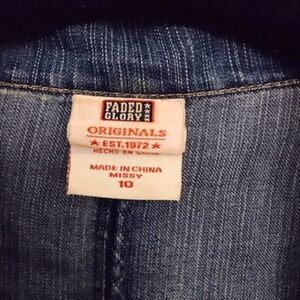 FADED
GLORY
ORIGINALS
★ EST.1972 ★
HECHO EN CHINA
MADE IN CHINA
MISSY
10